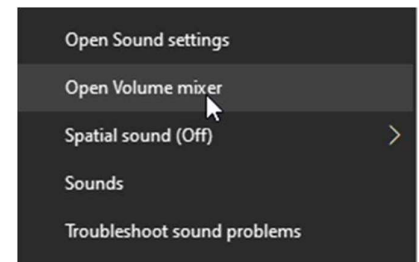 Open Sound settings
Open Volume mixer
Spatial sound (Off)
Sounds
Troubleshoot sound problems